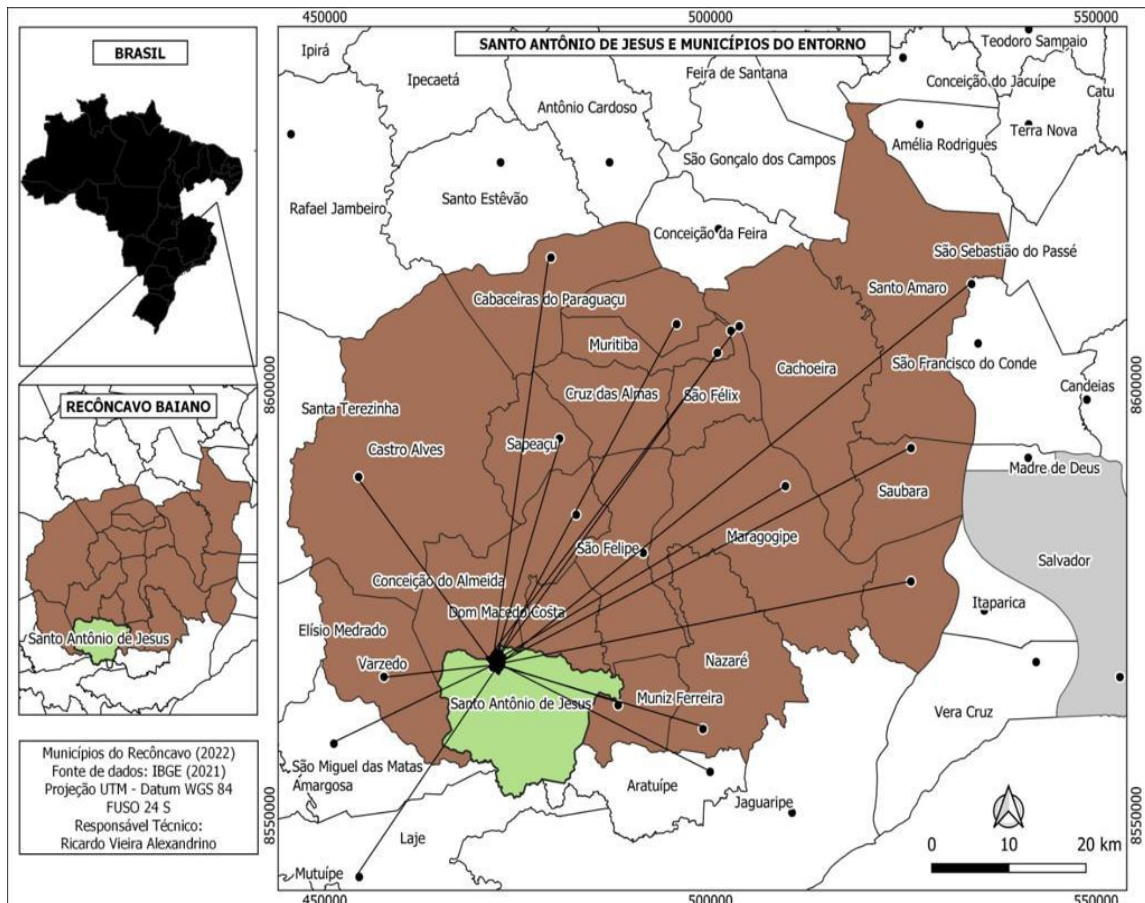 BRASIL
RECÔNCAVO BAIANO
Santo Antônio de Jesus
Municípios do Recôncavo (2022)
Fonte de dados: IBGE (2021)
Projeção UTM - Datum WGS 84
FUSO 24 S
Responsável Técnico:
Ricardo Vieira Alexandrino
450000
500000
550000
SANTO ANTÔNIO DE JESUS E MUNICÍPIOS DO ENTORNO
Teodoro Sampaio
Ipirá
Ipecaetá
Feira de Santana
Conceição do Jacuípe
Catu
Antônio Cardoso
Terra Nova
Amélia Rodrigues
São Gonçalo dos Campos
Santo Estêvão
Rafael Jambeiro
Conceição da Feira
São Sebastião do Passé
Santo Amaro
Cabaceiras do Paraguaçu
Muritiba
Cachoeira
São Francisco do Conde
8600000
8600000
Candeias
Cruz das Almas
São Félix
Santa Terezinha
Sapeaçu
Castro Alves
Madre de Deus
Saubara
Maragogipe
São Felipe
Salvador
Conceição do Almeida
Dom Macedo Costa
Itaparica
Elísio Medrado
Varzedo
Nazaré
Muniz Ferreira
Santo Antônio de Jesus
Vera Cruz
São Miguel das Matas
Amargosa
Aratuípe
Jaguaripe
8550000
8550000
Laje
Mutuípe
0 10 20 km
450000
500000
550000